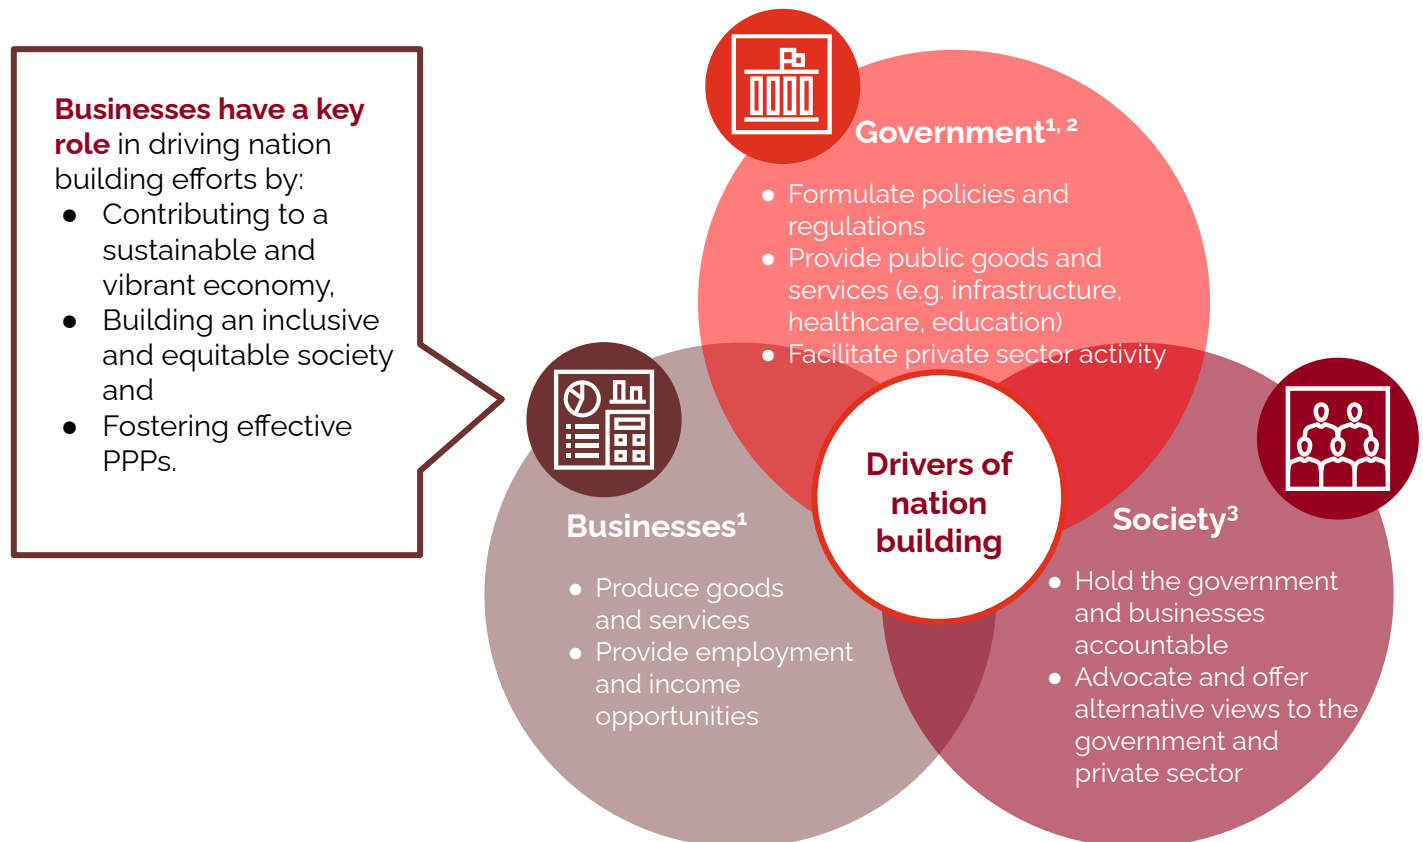 Businesses have a key
role in driving nation
building efforts by:
● Contributing to a
sustainable and
vibrant economy,
● Building an inclusive
and equitable society
and
● Fostering effective
PPPs.
Government¹, ²
● Formulate policies and
regulations
● Provide public goods and
services (e.g. infrastructure,
healthcare, education)
● Facilitate private sector activity
Drivers of
nation
building
Businesses¹
● Produce goods
and services
● Provide employment
and income
opportunities
Society³
● Hold the government
and businesses
accountable
● Advocate and offer
alternative views to the
government and
private sector